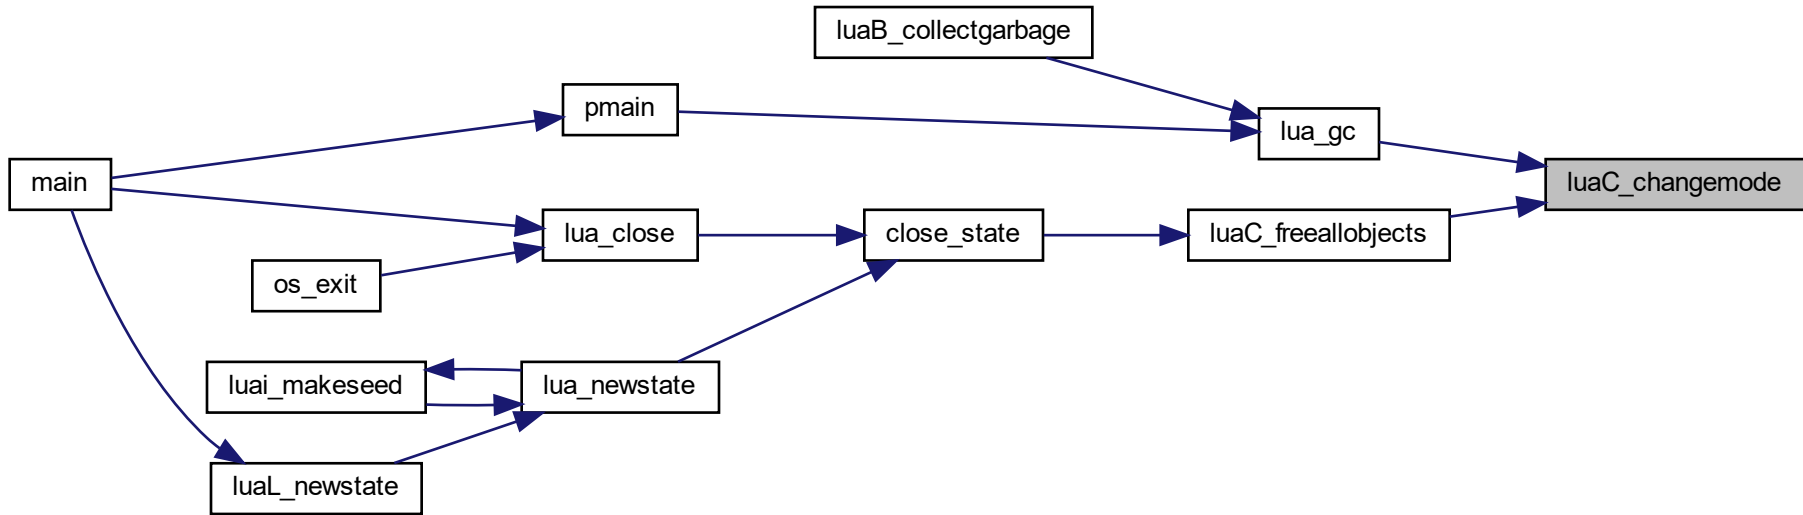 luaB_collectgarbage
pmain
lua_gc
main
luaC_changemode
lua_close
close_state
luaC_freeallobjects
os_exit
luai_makeseed
lua_newstate
luaL_newstate